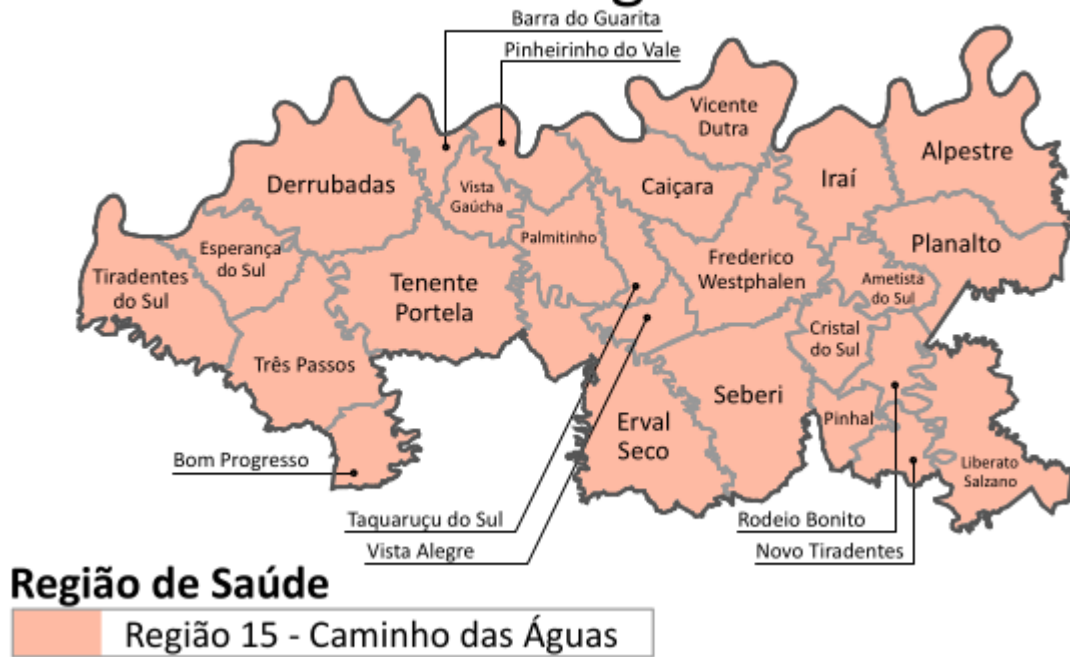 Barra do Guarita
Pinheirinho do Vale
Vicente
Dutra
Alpestre
Derrubadas
Vista
Gaúcha
Caiçara
Iraí
Esperança
do Sul
Palmitinho
Planalto
Tiradentes
do Sul
Tenente
Portela
Frederico
Westphalen
Ametista
do Sul
Cristal
do Sul
Três Passos
Seberi
Erval
Seco
Pinhal
Bom Progresso
Liberato
Salzano
Taquaruçu do Sul
Rodeio Bonito
Vista Alegre
Novo Tiradentes
Região de Saúde
Região 15 - Caminho das Águas